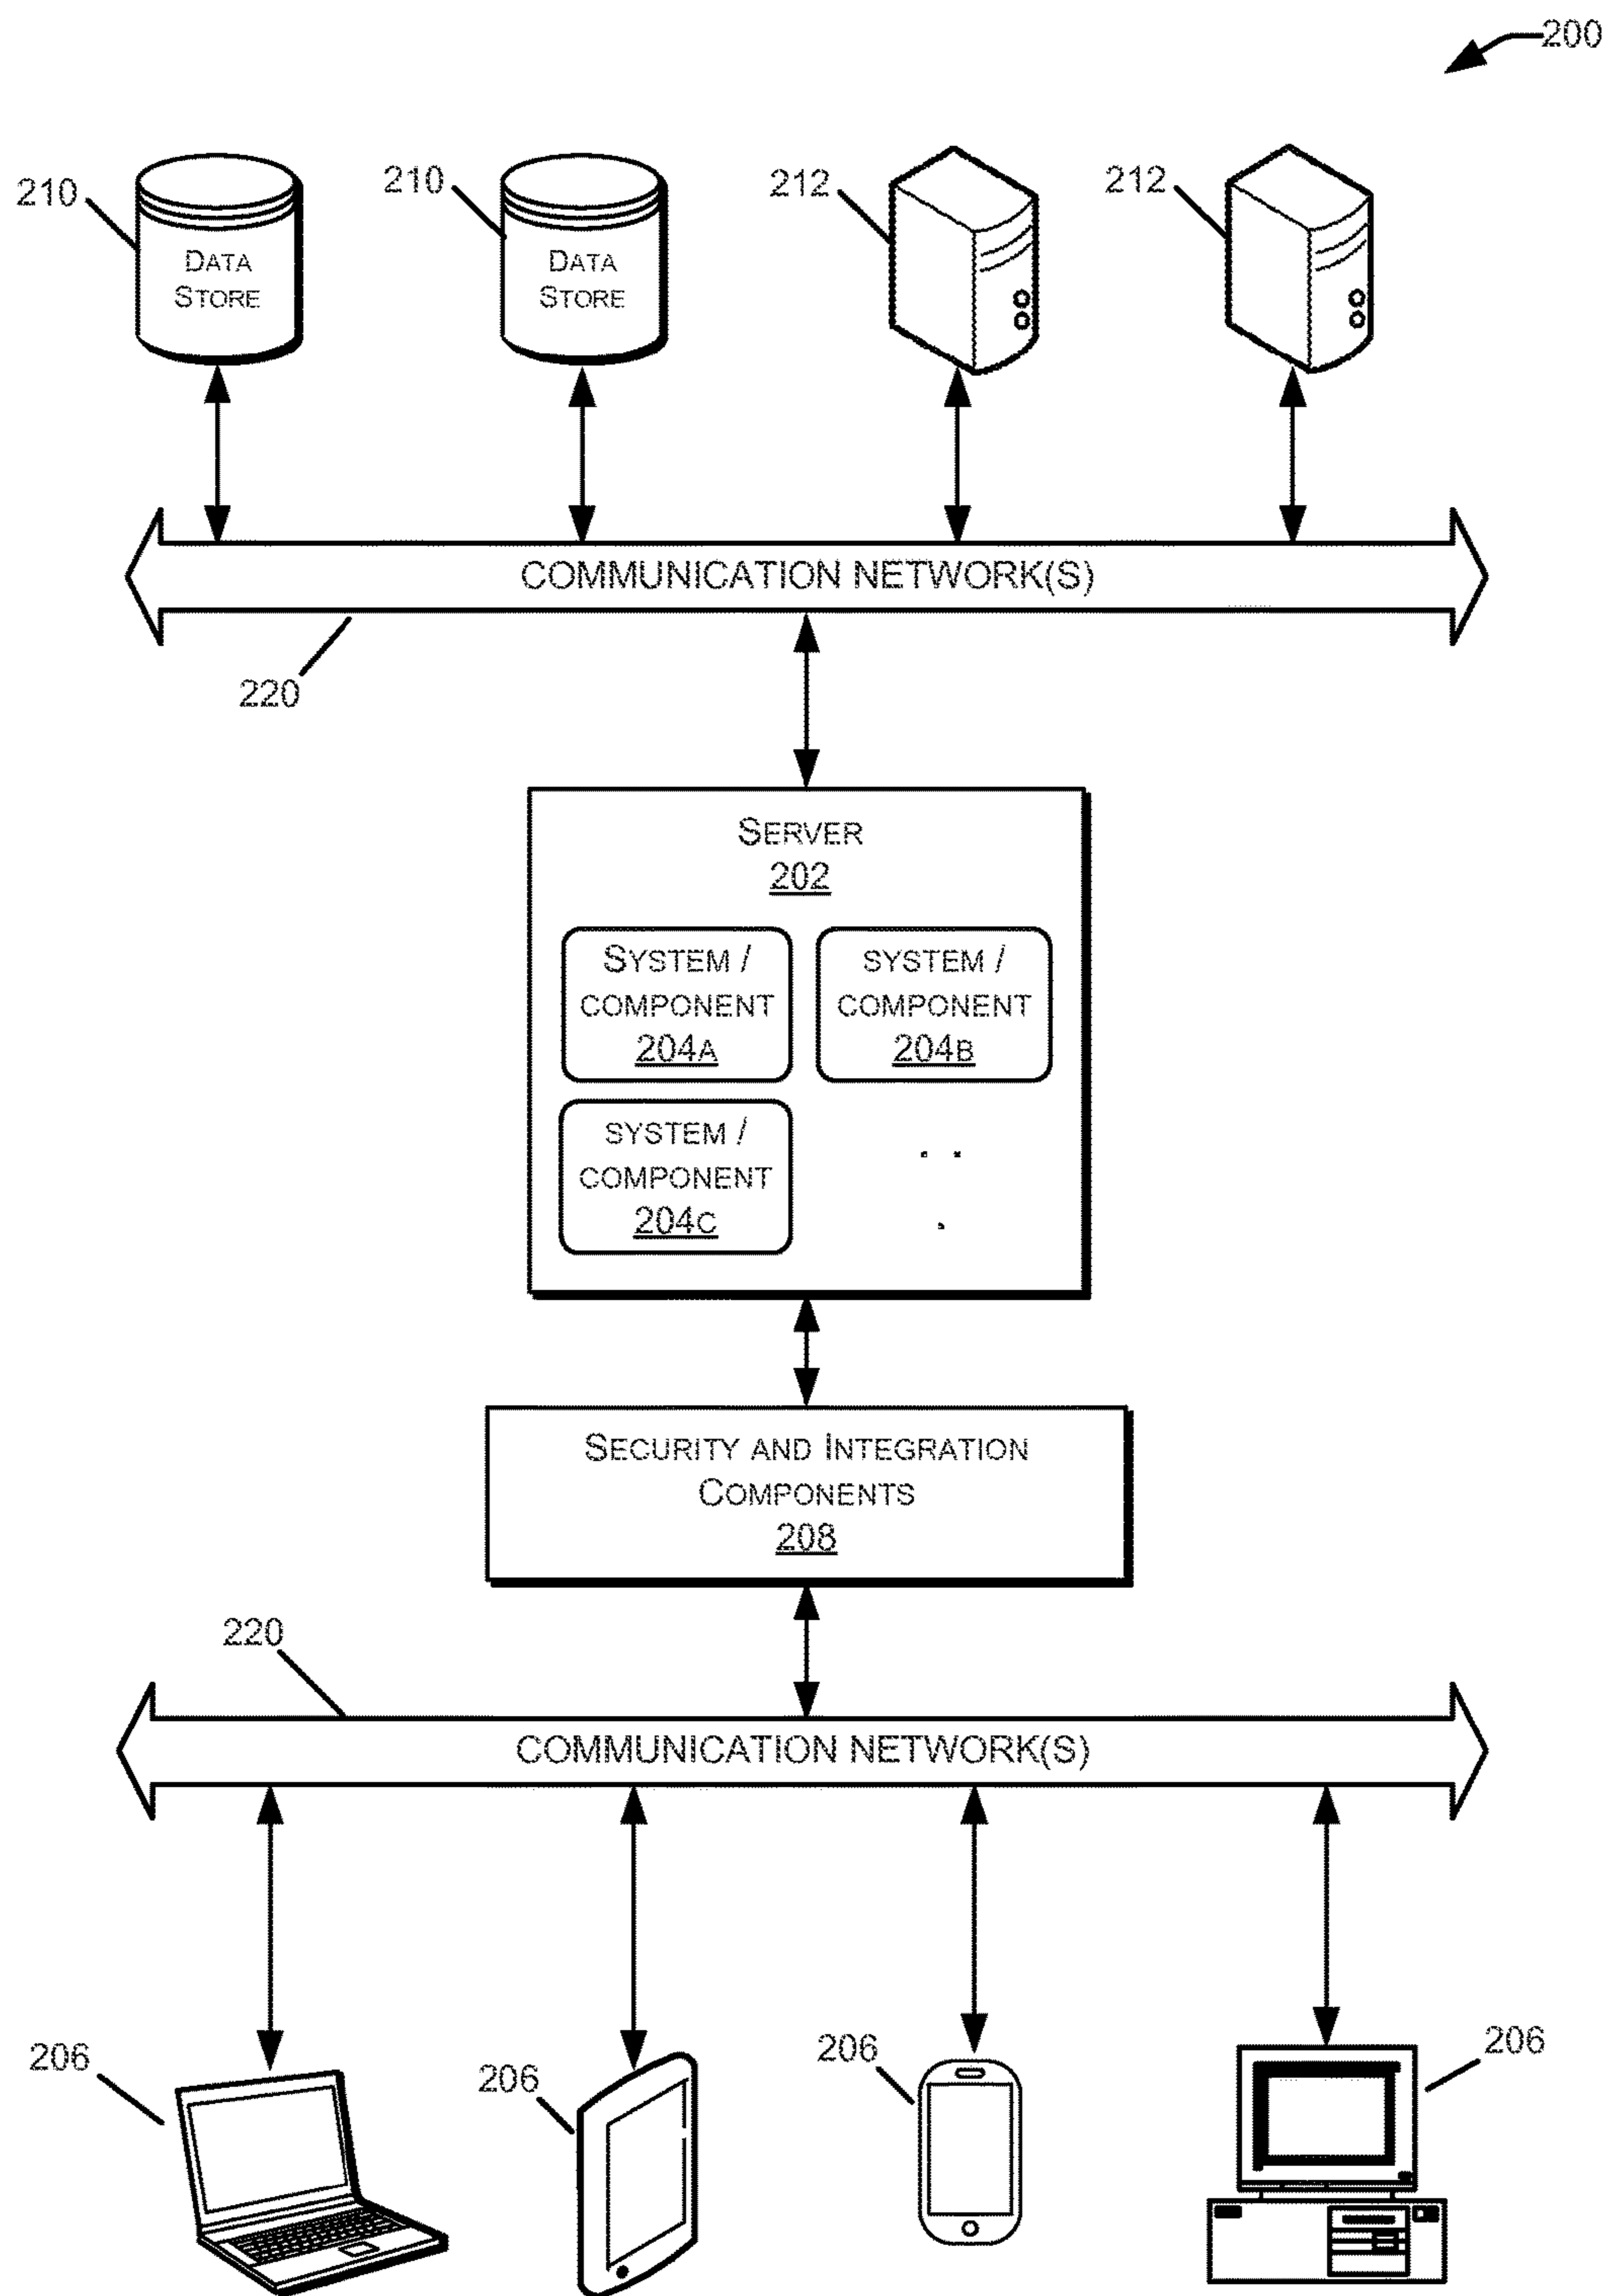 200
210
210
212
212
DATA
STORE
DATA
STORE
COMMUNICATION NETWORK(S)
220
SERVER
202
SYSTEM /
COMPONENT
204A
SYSTEM /
COMPONENT
204B
SYSTEM /
COMPONENT
204C
. .
.
SECURITY AND INTEGRATION
COMPONENTS
208
220
COMMUNICATION NETWORK(S)
206
206
206
206